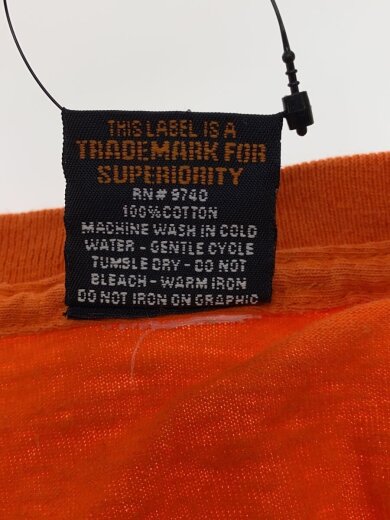 THIS LABEL IS A
TRADEMARK FOR
SUPERIORITY
RN# 9740
100% COTTON
MACHINE WASH IN COLD
WATER - GENTLE CYCLE
TUMBLE DRY - DO NOT
BLEACH - WARM IRON
DO NOT IRON ON GRAPHIC